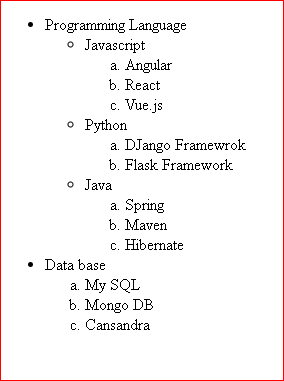 • Programming Language
○ Javascript
a. Angular
b. React
c. Vue.js
○ Python
a. DJango Framewrok
b. Flask Framework
○ Java
a. Spring
b. Maven
c. Hibernate
• Data base
a. My SQL
b. Mongo DB
c. Cansandra